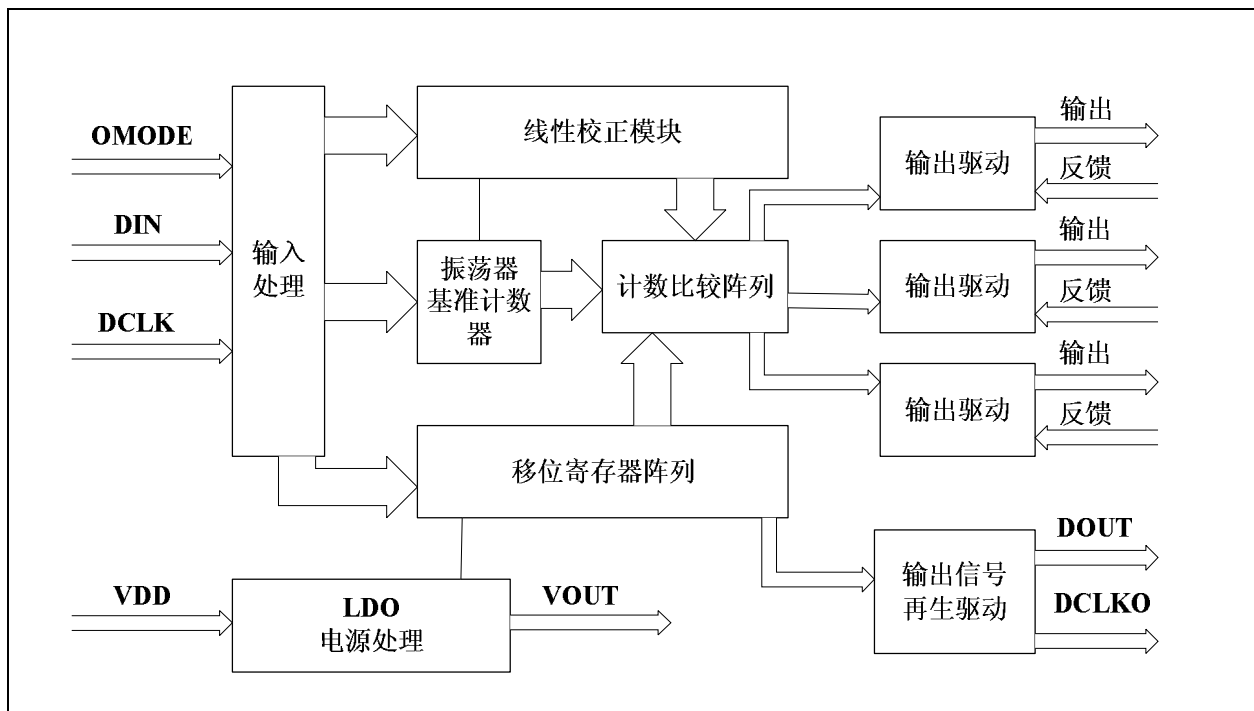 OMODE
DIN
DCLK
输入
处理
线性校正模块
振荡器
基准计数
器
计数比较阵列
移位寄存器阵列
输出驱动
输出
反馈
输出驱动
输出
反馈
输出驱动
输出
反馈
VDD
LDO
电源处理
VOUT
输出信号
再生驱动
DOUT
DCLKO